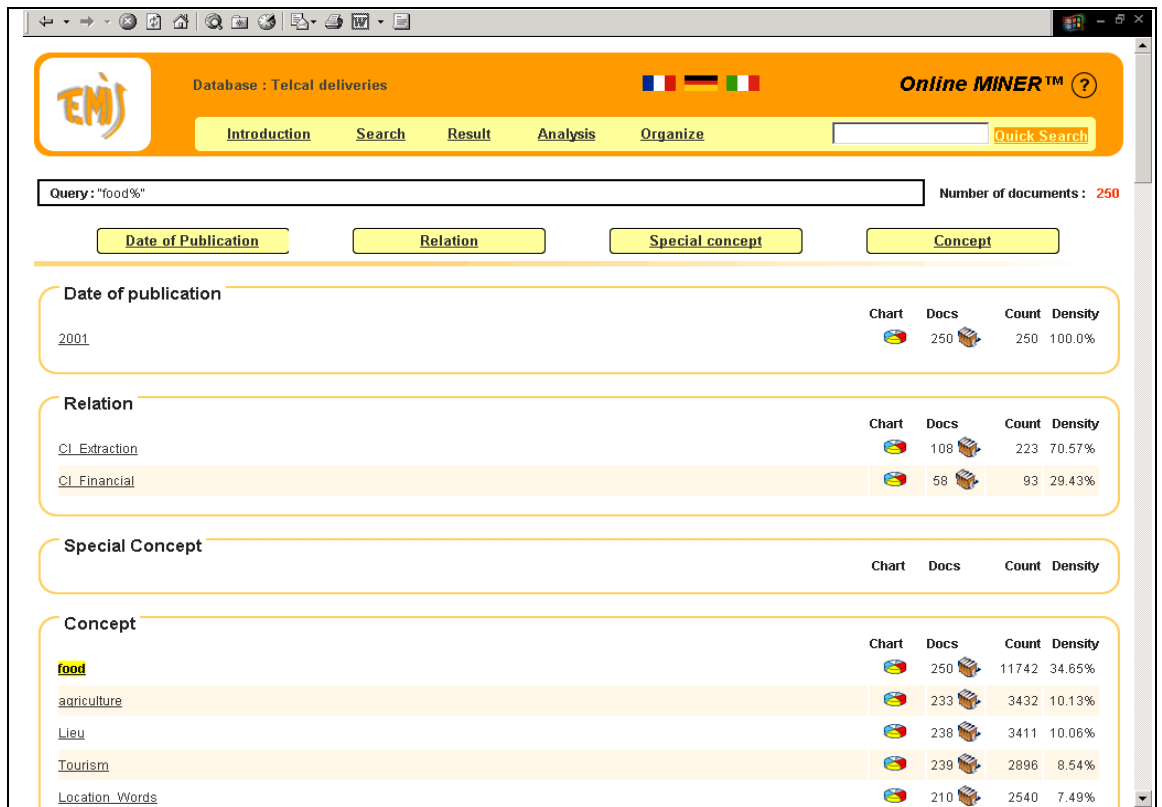 Database : Telcal deliveries
Online MINER™ ?
EMIS
Introduction Search Result Analysis Organize Quick Search
Query : "food%" Number of documents : 250
Date of Publication Relation Special concept Concept
Date of publication
Chart Docs Count Density
2001 250 250 100.0%
Relation
Chart Docs Count Density
CI_Extraction 108 223 70.57%
CI_Financial 58 93 29.43%
Special Concept
Chart Docs Count Density
Concept
Chart Docs Count Density
food 250 11742 34.65%
agriculture 233 3432 10.13%
Lieu 238 3411 10.06%
Tourism 239 2896 8.54%
Location_Words 210 2540 7.49%